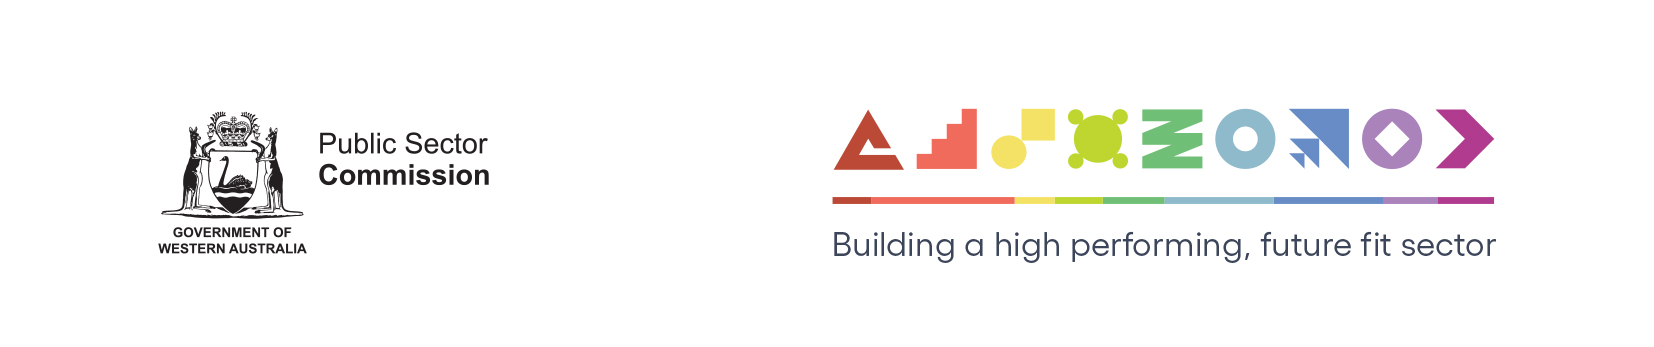 Public Sector
Commission
GOVERNMENT OF
WESTERN AUSTRALIA
Building a high performing, future fit sector